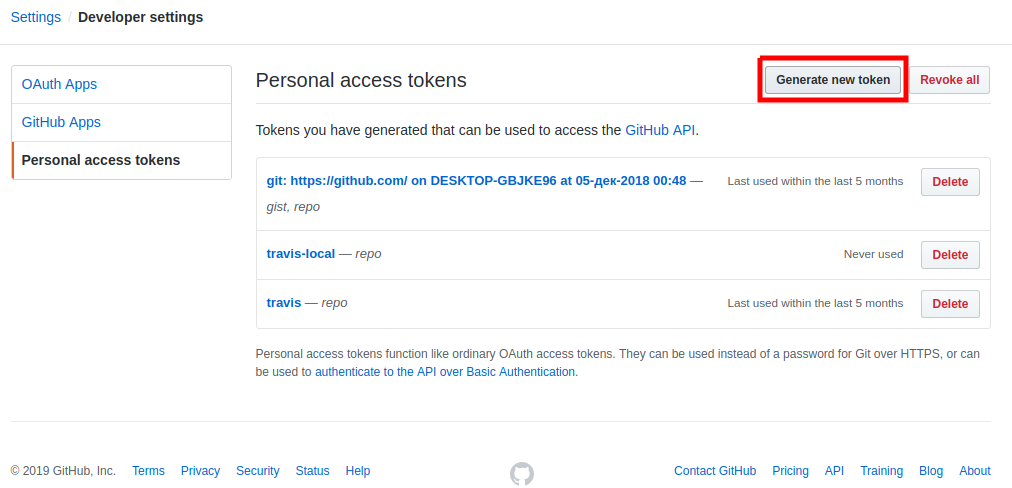 Settings / Developer settings
OAuth Apps
GitHub Apps
Personal access tokens
Personal access tokens
Generate new token
Revoke all
Tokens you have generated that can be used to access the GitHub API.
git: https://github.com/ on DESKTOP-GBJKE96 at 05-дек-2018 00:48 —
gist, repo
Last used within the last 5 months
Delete
travis-local — repo
Never used
Delete
travis — repo
Last used within the last 5 months
Delete
Personal access tokens function like ordinary OAuth access tokens. They can be used instead of a password for Git over HTTPS, or can
be used to authenticate to the API over Basic Authentication.
© 2019 GitHub, Inc. Terms Privacy Security Status Help
Contact GitHub Pricing API Training Blog About